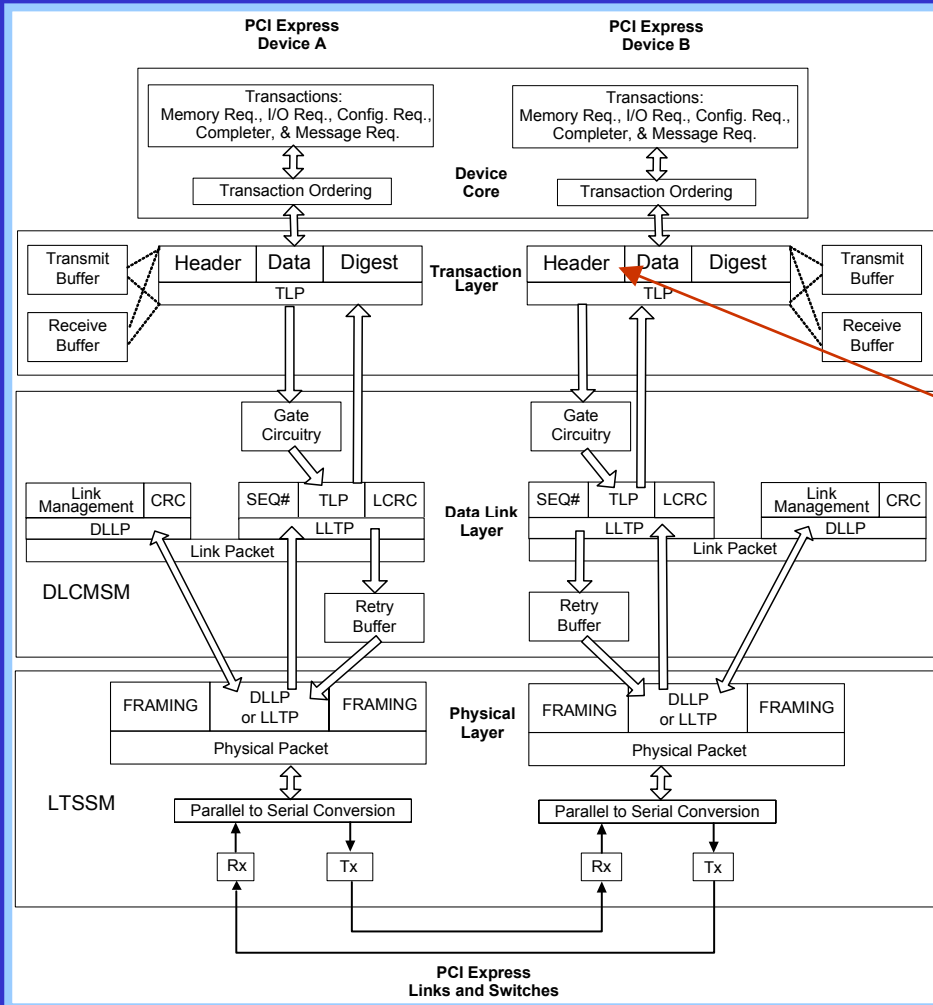 PCI Express
Device A
PCI Express
Device B
Transactions:
Memory Req., I/O Req., Config. Req.,
Completer, & Message Req.
Transactions:
Memory Req., I/O Req., Config. Req.,
Completer, & Message Req.
Device
Core
Transaction Ordering
Transaction Ordering
Transmit
Buffer
Header Data Digest
TLP
Receive
Buffer
Transaction
Layer
Header Data Digest
TLP
Transmit
Buffer
Receive
Buffer
Gate
Circuitry
Gate
Circuitry
Link
Management CRC
DLLP
SEQ# TLP LCRC
LLTP
Link Packet
Data Link
Layer
SEQ# TLP LCRC
LLTP
Link
Management CRC
DLLP
Link Packet
DLCMSM
Retry
Buffer
Retry
Buffer
FRAMING DLLP
or LLTP FRAMING
Physical Packet
Physical
Layer
FRAMING DLLP
or LLTP FRAMING
Physical Packet
LTSSM
Parallel to Serial Conversion
Parallel to Serial Conversion
Rx Tx
Rx Tx
PCI Express
Links and Switches